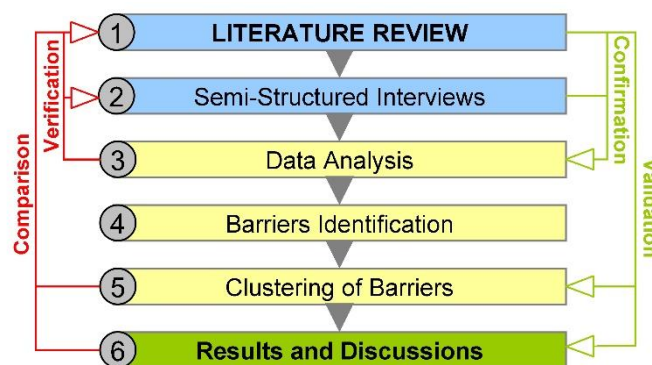 1 LITERATURE REVIEW
2 Semi-Structured Interviews
3 Data Analysis
4 Barriers Identification
5 Clustering of Barriers
6 Results and Discussions
Comparison
Verification
Confirmation
Validation